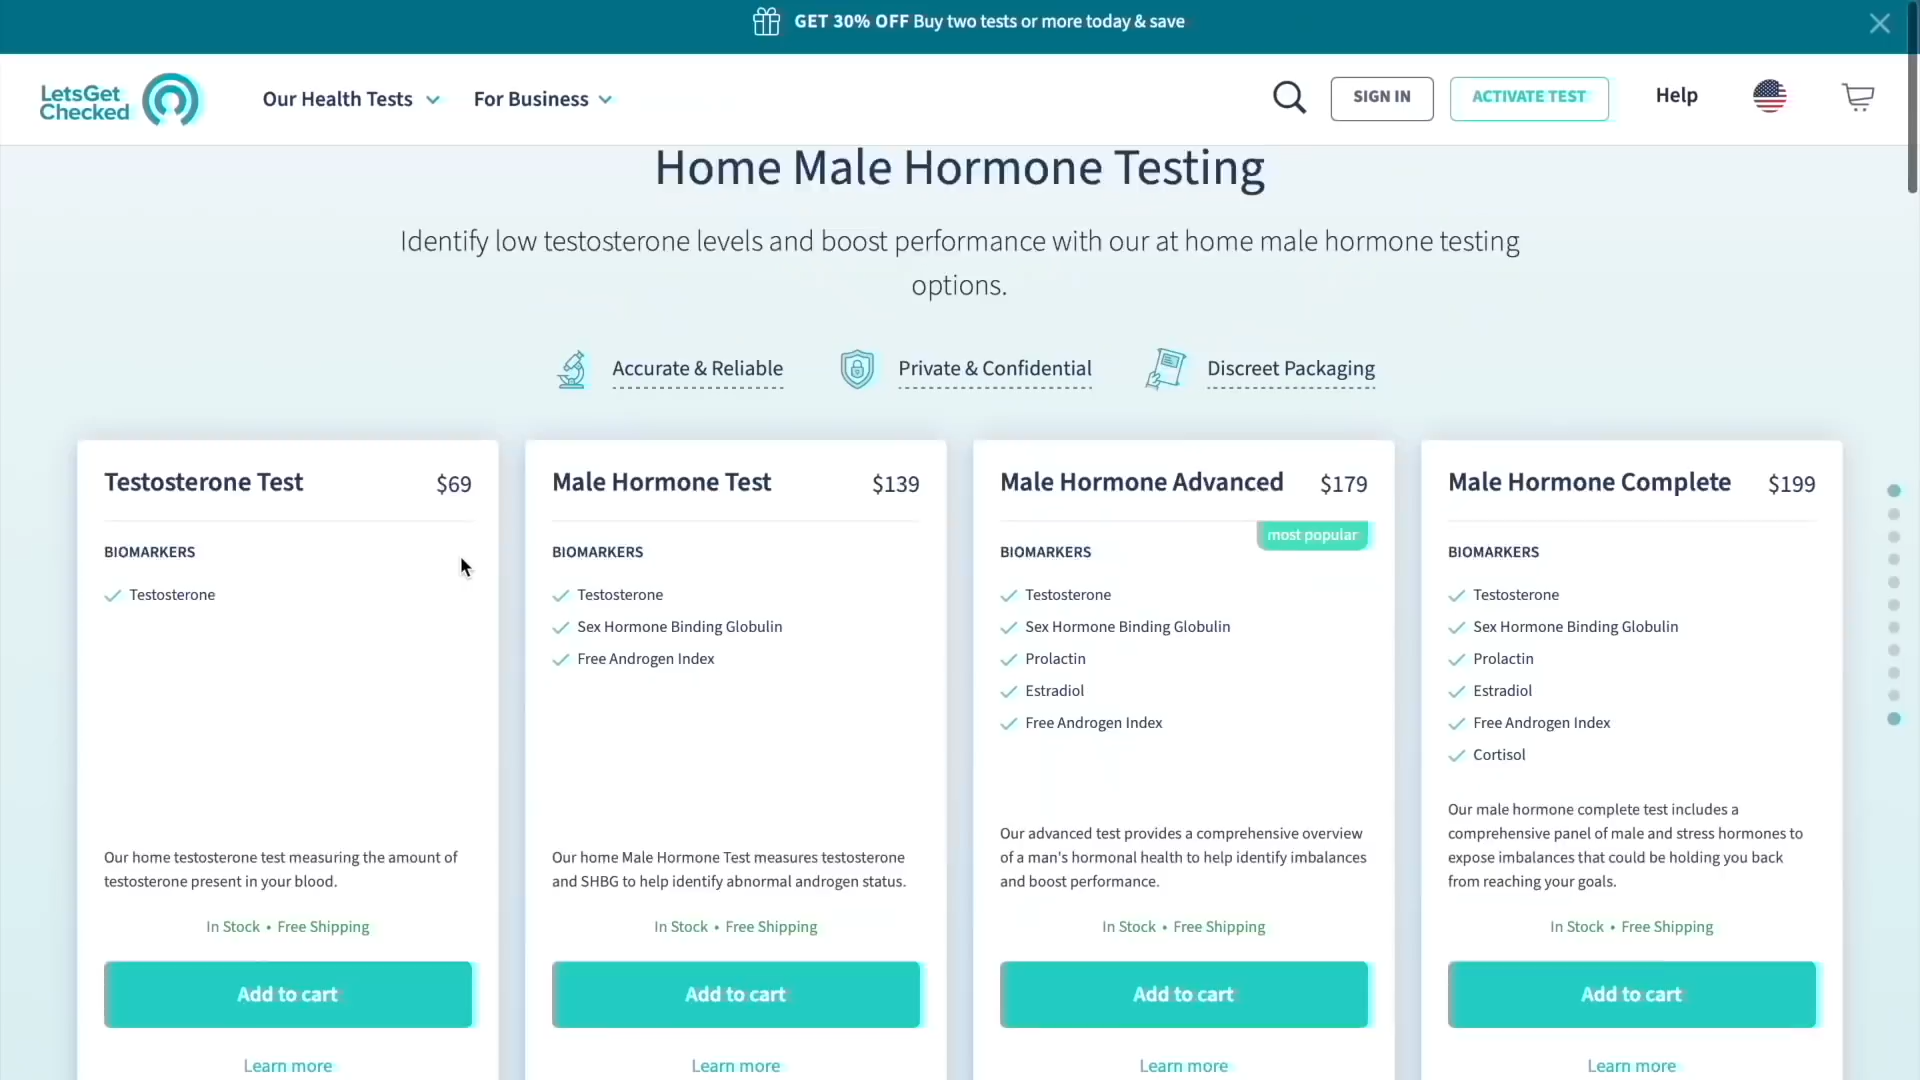 GET 30% OFF Buy two tests or more today & save
LetsGet
Checked
Our Health Tests
For Business
SIGN IN
ACTIVATE TEST
Help
Home Male Hormone Testing
Identify low testosterone levels and boost performance with our at home male hormone testing
options.
Accurate & Reliable
Private & Confidential
Discreet Packaging
Testosterone Test $69
BIOMARKERS
Testosterone
Our home testosterone test measuring the amount of
testosterone present in your blood.
In Stock • Free Shipping
Add to cart
Learn more
Male Hormone Test $139
BIOMARKERS
Testosterone
Sex Hormone Binding Globulin
Free Androgen Index
Our home Male Hormone Test measures testosterone
and SHBG to help identify abnormal androgen status.
In Stock • Free Shipping
Add to cart
Learn more
Male Hormone Advanced $179
most popular
BIOMARKERS
Testosterone
Sex Hormone Binding Globulin
Prolactin
Estradiol
Free Androgen Index
Our advanced test provides a comprehensive overview
of a man's hormonal health to help identify imbalances
and boost performance.
In Stock • Free Shipping
Add to cart
Learn more
Male Hormone Complete $199
BIOMARKERS
Testosterone
Sex Hormone Binding Globulin
Prolactin
Estradiol
Free Androgen Index
Cortisol
Our male hormone complete test includes a
comprehensive panel of male and stress hormones to
expose imbalances that could be holding you back
from reaching your goals.
In Stock • Free Shipping
Add to cart
Learn more